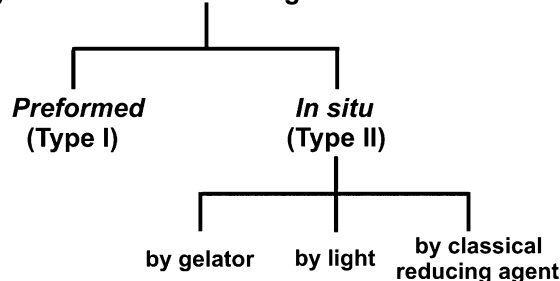 Preformed
(Type I)
In situ
(Type II)
by gelator
by light
by classical
reducing agent